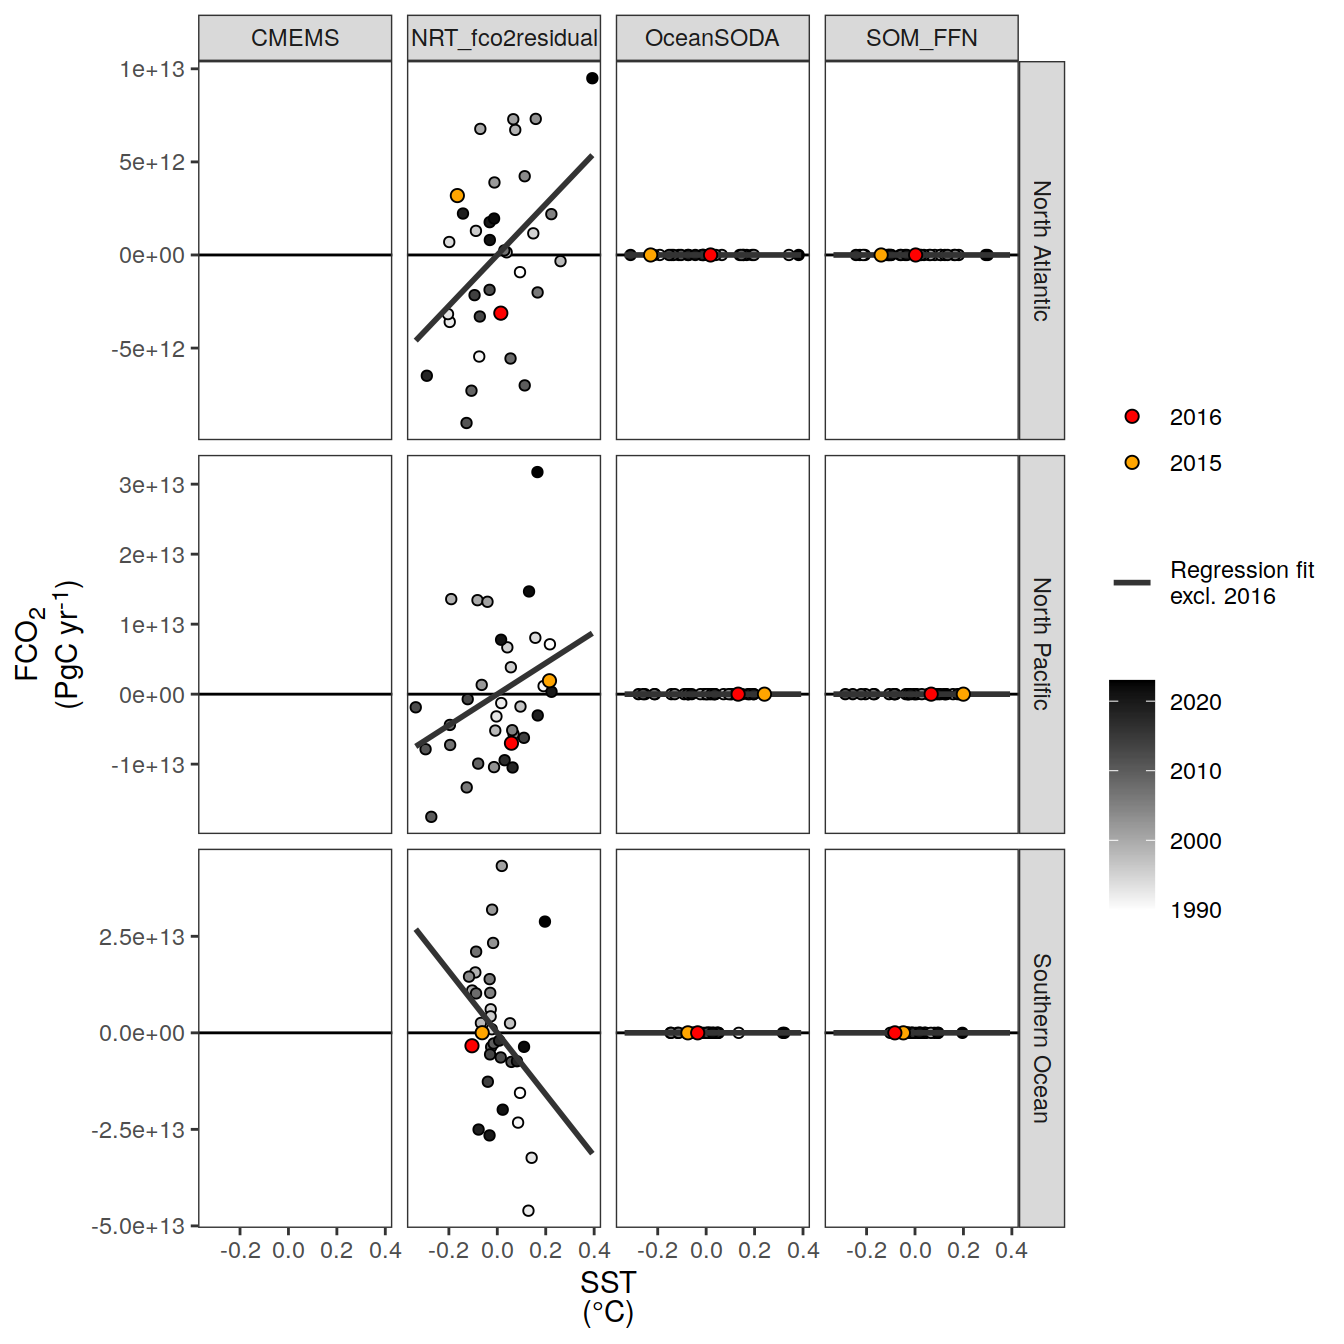 CMEMS NRT_fco2residual OceanSODA SOM_FFN
1e+13
5e+12
0e+00
-5e+12
North Atlantic
3e+13
2e+13
1e+13
0e+00
-1e+13
North Pacific
2.5e+13
0.0e+00
-2.5e+13
-5.0e+13
Southern Ocean
-0.2 0.0 0.2 0.4 -0.2 0.0 0.2 0.4 -0.2 0.0 0.2 0.4 -0.2 0.0 0.2 0.4
SST
(°C)
FCO₂
(PgC yr⁻¹)
2016
2015
Regression fit
excl. 2016
2020
2010
2000
1990